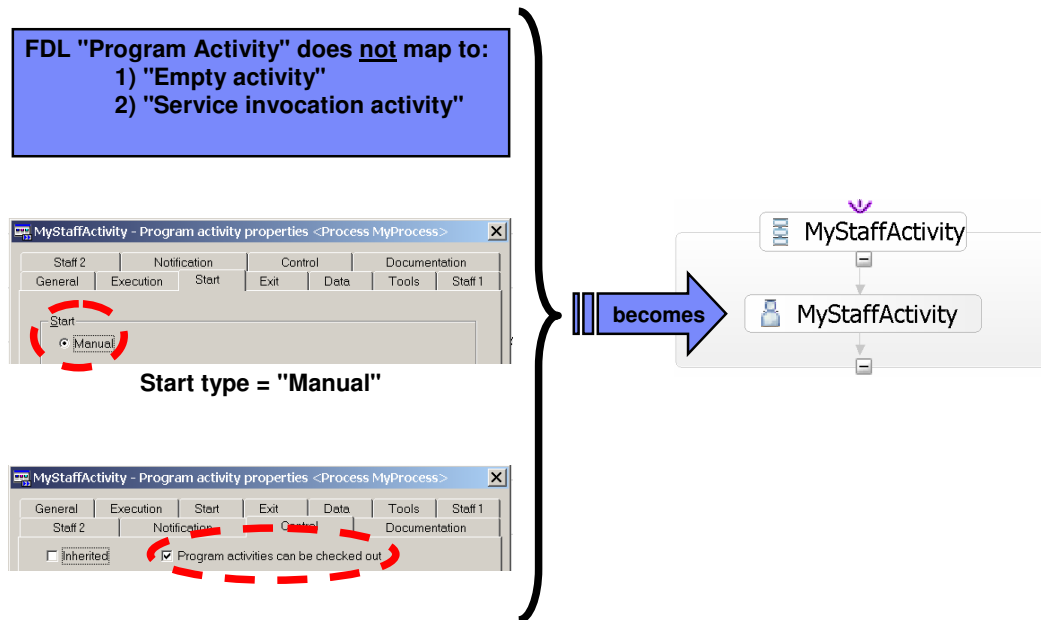 FDL "Program Activity" does not map to:
1) "Empty activity"
2) "Service invocation activity"
MyStaffActivity - Program activity properties <Process MyProcess>
Staff 2 Notification Control Documentation
General Execution Start Exit Data Tools Staff 1
Start
Manual
Start type = "Manual"
MyStaffActivity - Program activity properties <Process MyProcess>
General Execution Start Exit Data Tools Staff 1
Staff 2 Notification Control Documentation
Inherited Program activities can be checked out
becomes
MyStaffActivity
MyStaffActivity